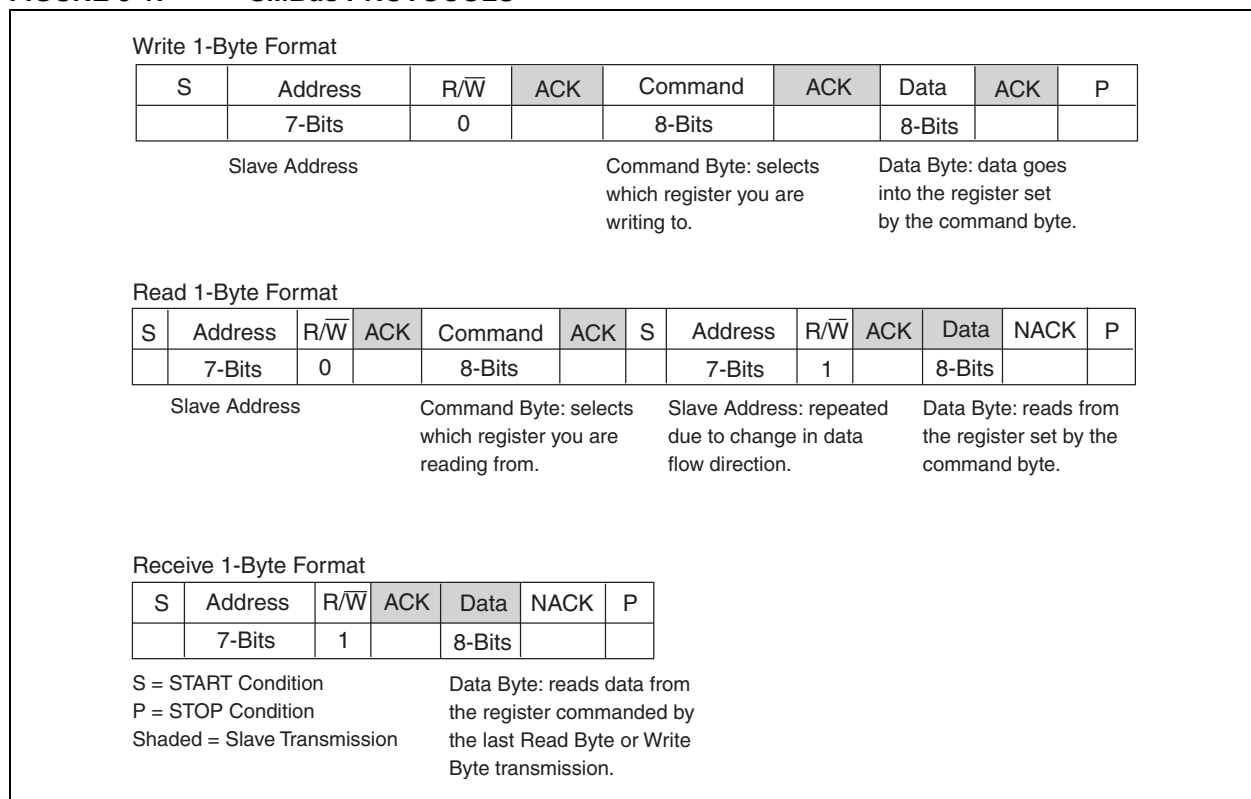 Write 1-Byte Format
S Address R/W̅ ACK Command ACK Data ACK P
7-Bits 0 8-Bits 8-Bits
Slave Address
Command Byte: selects
which register you are
writing to.
Data Byte: data goes
into the register set
by the command byte.
Read 1-Byte Format
S Address R/W̅ ACK Command ACK S Address R/W̅ ACK Data NACK P
7-Bits 0 8-Bits 7-Bits 1 8-Bits
Slave Address
Command Byte: selects
which register you are
reading from.
Slave Address: repeated
due to change in data
flow direction.
Data Byte: reads from
the register set by the
command byte.
Receive 1-Byte Format
S Address R/W̅ ACK Data NACK P
7-Bits 1 8-Bits
S = START Condition
P = STOP Condition
Shaded = Slave Transmission
Data Byte: reads data from
the register commanded by
the last Read Byte or Write
Byte transmission.